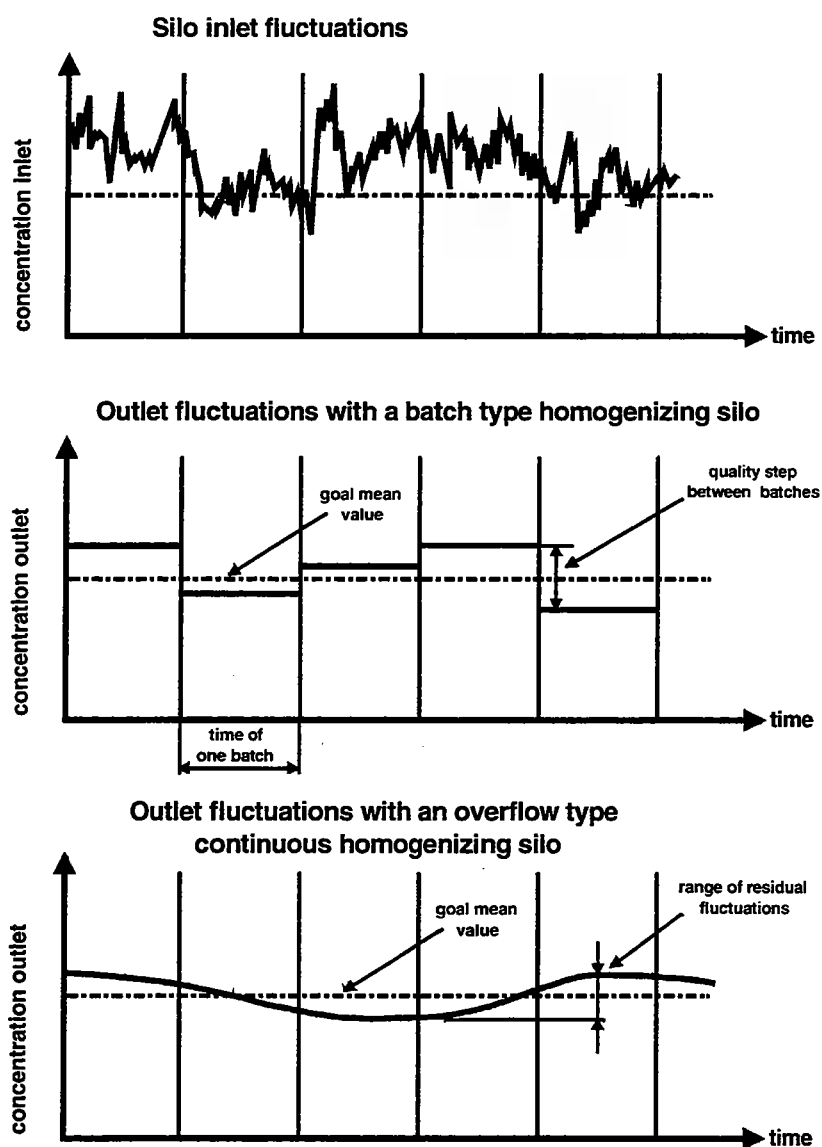 Silo inlet fluctuations
concentration inlet
time
Outlet fluctuations with a batch type homogenizing silo
quality step
between batches
goal mean
value
concentration outlet
time
time of
one batch
Outlet fluctuations with an overflow type
continuous homogenizing silo
range of residual
fluctuations
goal mean
value
concentration outlet
time